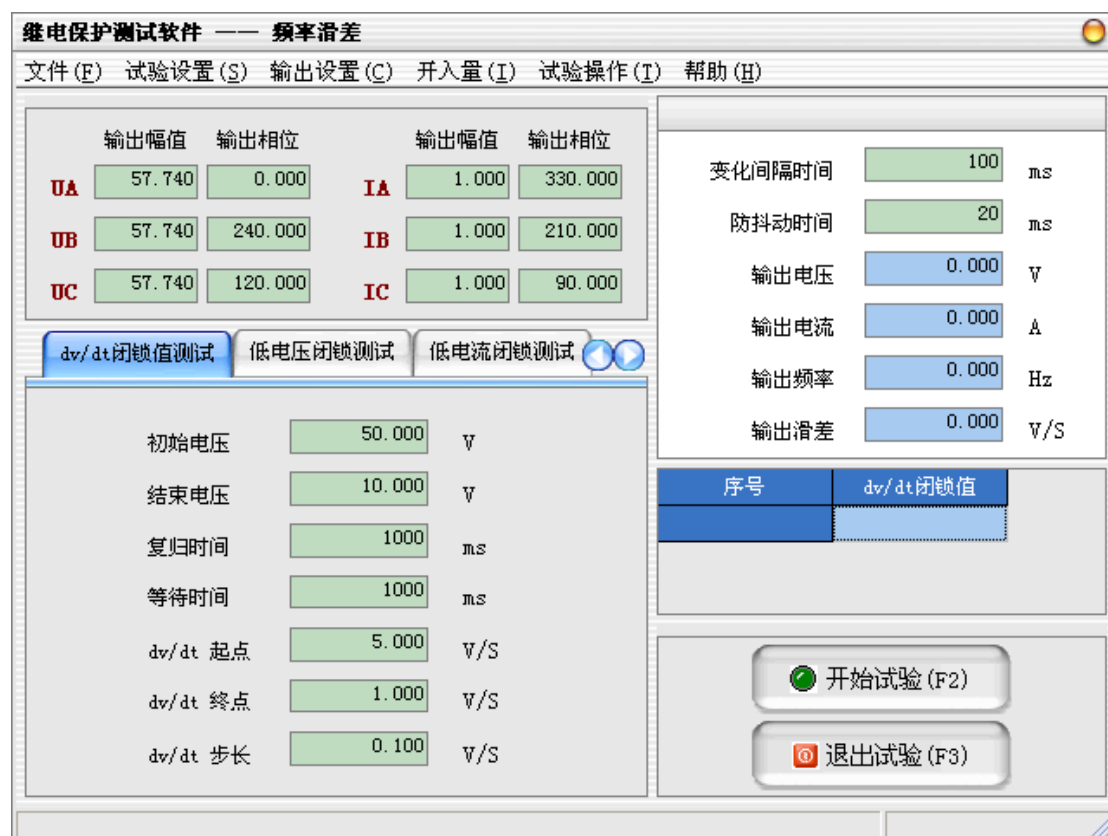 继电保护测试软件 —— 频率滑差
文件(F) 试验设置(S) 输出设置(C) 开入量(I) 试验操作(T) 帮助(H)
输出幅值 输出相位 输出幅值 输出相位
UA 57.740 0.000 IA 1.000 330.000
UB 57.740 240.000 IB 1.000 210.000
UC 57.740 120.000 IC 1.000 90.000
变化间隔时间 100 ms
防抖动时间 20 ms
输出电压 0.000 V
输出电流 0.000 A
输出频率 0.000 Hz
输出滑差 0.000 V/S
dv/dt闭锁值测试 低电压闭锁测试 低电流闭锁测试
初始电压 50.000 V
结束电压 10.000 V
复归时间 1000 ms
等待时间 1000 ms
dv/dt 起点 5.000 V/S
dv/dt 终点 1.000 V/S
dv/dt 步长 0.100 V/S
序号 dv/dt闭锁值
开始试验(F2)
退出试验(F3)